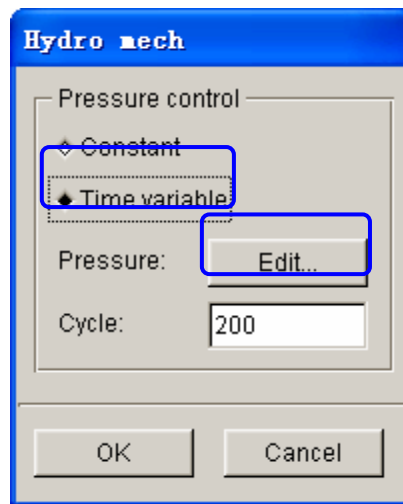 Hydro mech
Pressure control
Constant
Time variable
Pressure: Edit...
Cycle: 200
OK Cancel